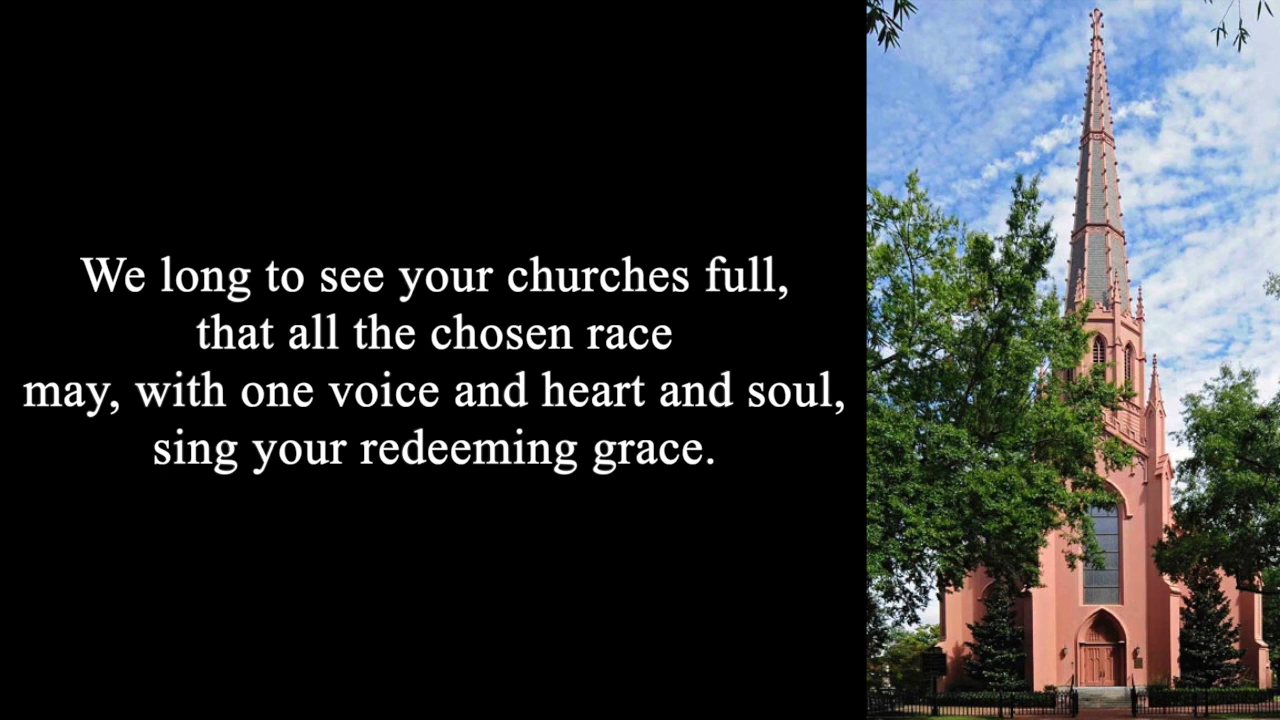 We long to see your churches full,
that all the chosen race
may, with one voice and heart and soul,
sing your redeeming grace.